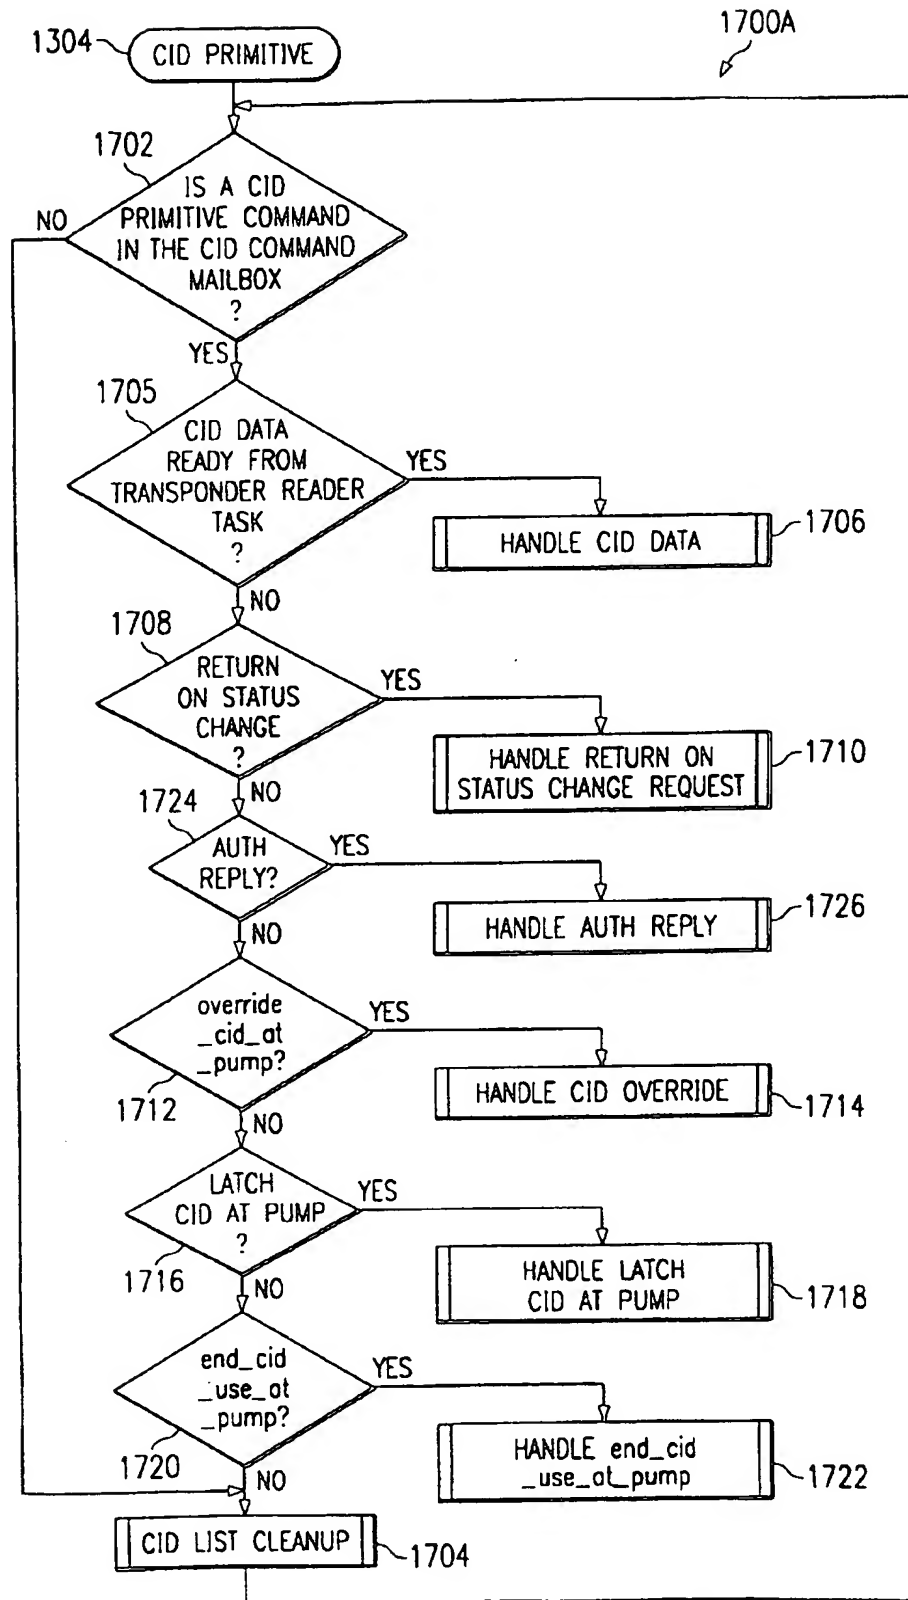 1700A
1304
CID PRIMITIVE
1702
IS A CID
PRIMITIVE COMMAND
IN THE CID COMMAND
MAILBOX
?
NO
YES
1705
CID DATA
READY FROM
TRANSPONDER READER
TASK
?
YES
HANDLE CID DATA
1706
NO
1708
RETURN
ON STATUS
CHANGE
?
YES
HANDLE RETURN ON
STATUS CHANGE REQUEST
1710
NO
1724
AUTH
REPLY?
YES
HANDLE AUTH REPLY
1726
NO
override
_cid_at
_pump?
YES
1712
HANDLE CID OVERRIDE
1714
NO
LATCH
CID AT PUMP
?
YES
1716
HANDLE LATCH
CID AT PUMP
1718
NO
end_cid
_use_at
_pump?
YES
1720
HANDLE end_cid
_use_at_pump
1722
NO
CID LIST CLEANUP
1704